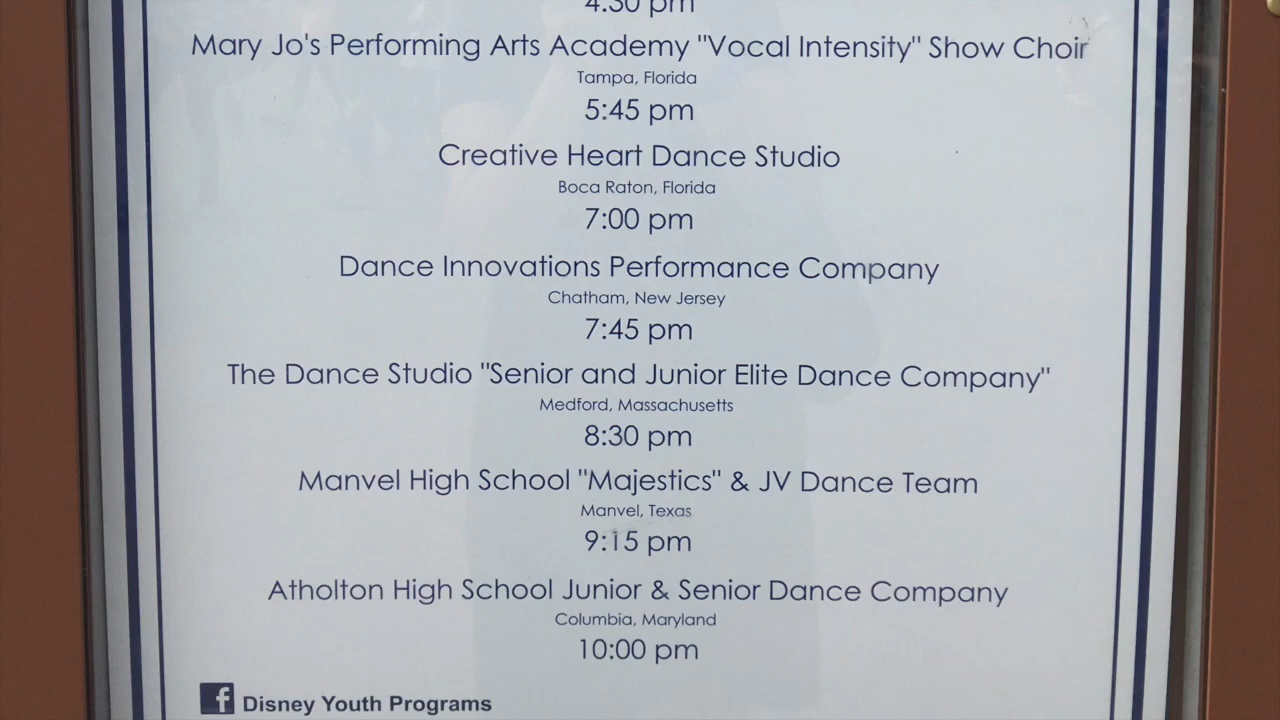 4:30 pm
Mary Jo's Performing Arts Academy "Vocal Intensity" Show Choir
Tampa, Florida
5:45 pm
Creative Heart Dance Studio
Boca Raton, Florida
7:00 pm
Dance Innovations Performance Company
Chatham, New Jersey
7:45 pm
The Dance Studio "Senior and Junior Elite Dance Company"
Medford, Massachusetts
8:30 pm
Manvel High School "Majestics" & JV Dance Team
Manvel, Texas
9:15 pm
Atholton High School Junior & Senior Dance Company
Columbia, Maryland
10:00 pm
f Disney Youth Programs